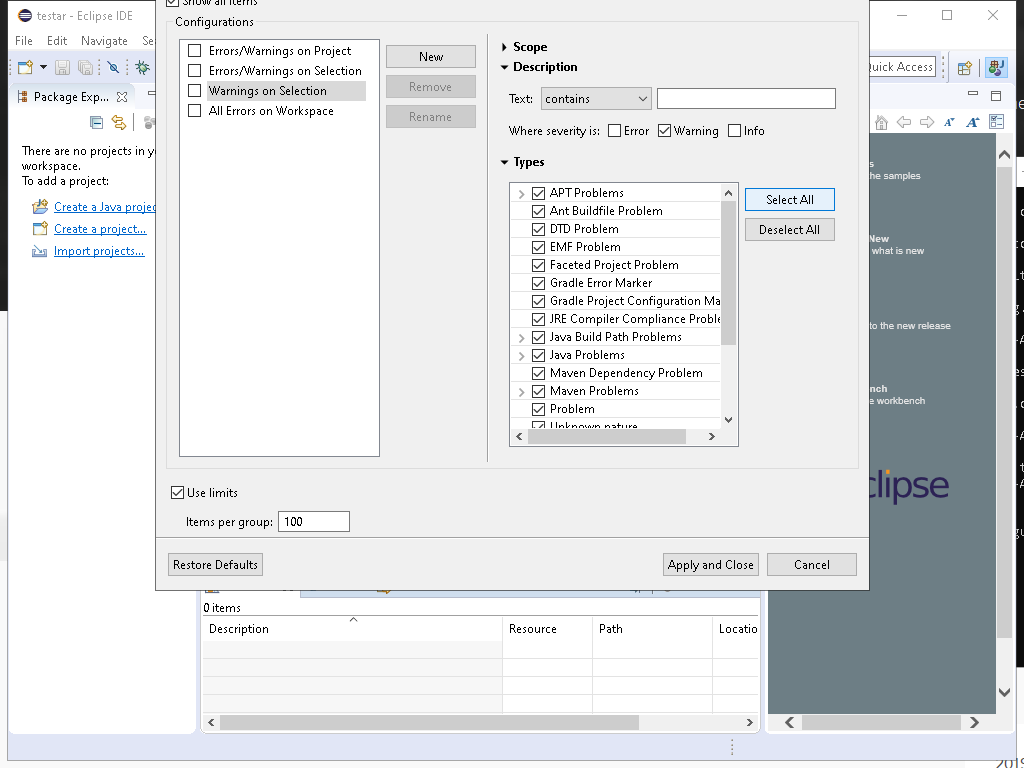 testar - Eclipse IDE
Show all items
File Edit Navigate Se
Configurations
Errors/Warnings on Project
Errors/Warnings on Selection
Warnings on Selection
All Errors on Workspace
New
Remove
Rename
Scope
Description
Text: contains
Where severity is: Error Warning Info
Types
APT Problems
Ant Buildfile Problem
DTD Problem
EMF Problem
Faceted Project Problem
Gradle Error Marker
Gradle Project Configuration Ma
JRE Compiler Compliance Proble
Java Build Path Problems
Java Problems
Maven Dependency Problem
Maven Problems
Problem
Unknown nature
Select All
Deselect All
Use limits
Items per group: 100
Restore Defaults
Apply and Close
Cancel
Quick Access
Package Exp...
There are no projects in y
workspace.
To add a project:
Create a Java projec
Create a project...
Import projects...
he samples
New
what is new
to the new release
nch
e workbench
clipse
0 items
Description Resource Path Locatio
2019